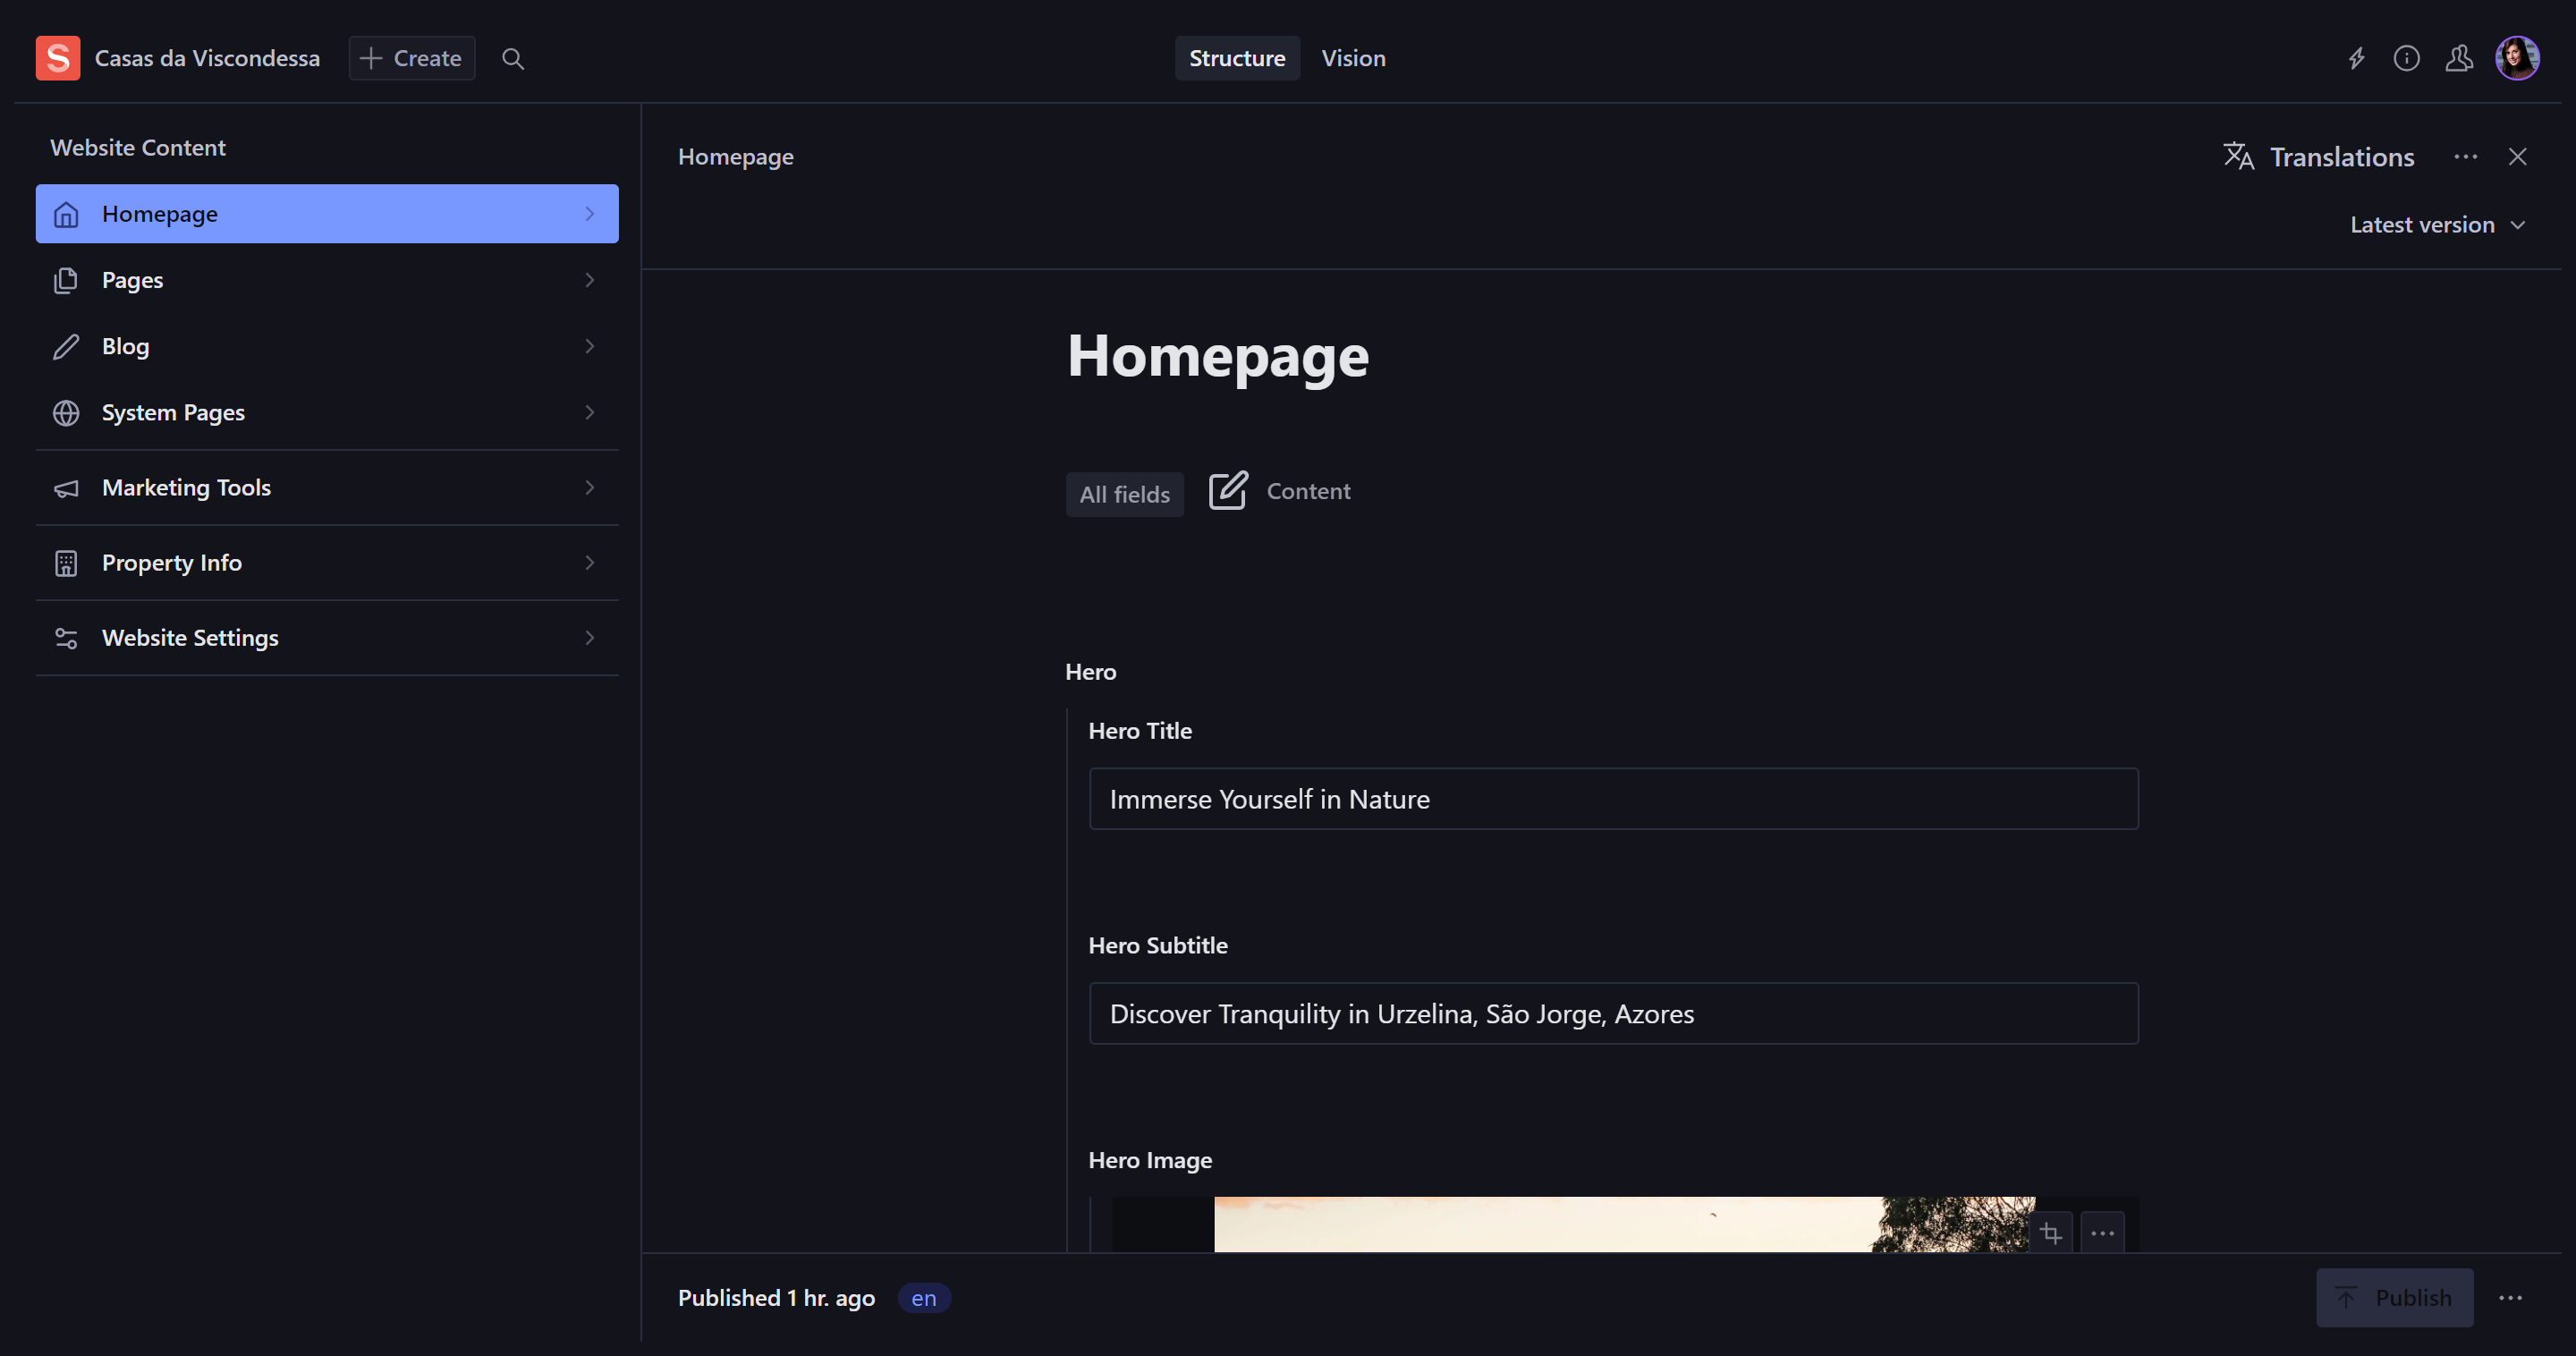 S Casas da Viscondessa
Create
Structure
Vision
Website Content
Homepage
Pages
Blog
System Pages
Marketing Tools
Property Info
Website Settings
Homepage
Translations
Latest version
Homepage
All fields
Content
Hero
Hero Title
Immerse Yourself in Nature
Hero Subtitle
Discover Tranquility in Urzelina, São Jorge, Azores
Hero Image
Published 1 hr. ago
en
Publish